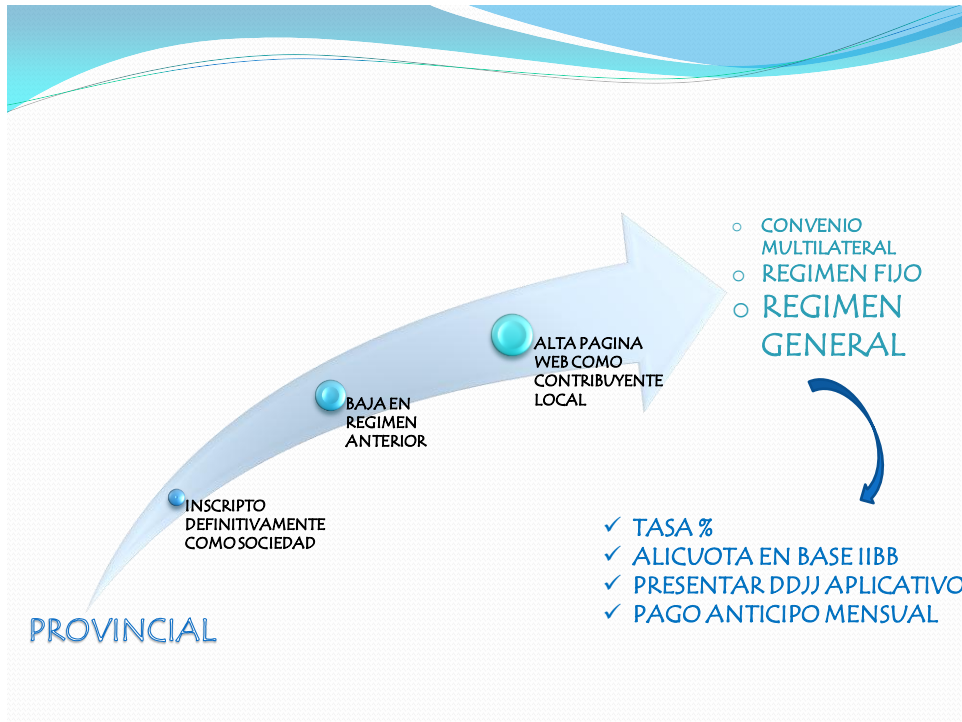 PROVINCIAL
INSCRIPTO
DEFINITIVAMENTE
COMO SOCIEDAD
BAJA EN
REGIMEN
ANTERIOR
ALTA PAGINA
WEB COMO
CONTRIBUYENTE
LOCAL
CONVENIO
MULTILATERAL
REGIMEN FIJO
REGIMEN
GENERAL
TASA %
ALICUOTA EN BASE IIBB
PRESENTAR DDJJ APLICATIVO
PAGO ANTICIPO MENSUAL